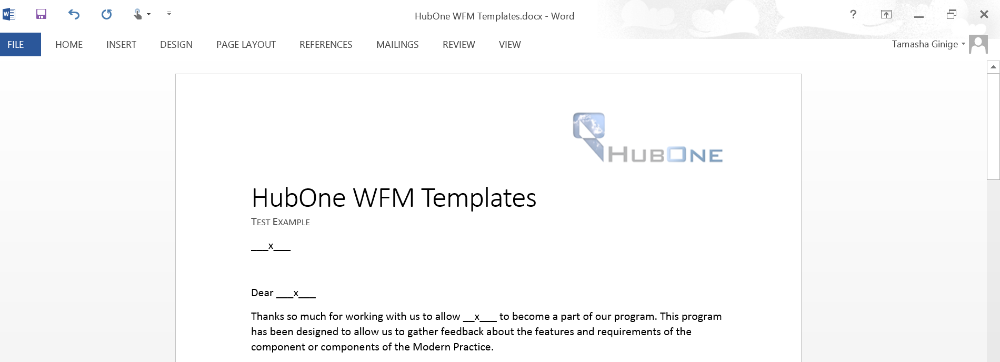 HubOne WFM Templates.docx - Word
?
FILE HOME INSERT DESIGN PAGE LAYOUT REFERENCES MAILINGS REVIEW VIEW Tamasha Ginige
HUBONE
HubOne WFM Templates
TEST EXAMPLE
___x___
Dear ___x___
Thanks so much for working with us to allow __x___ to become a part of our program. This program
has been designed to allow us to gather feedback about the features and requirements of the
component or components of the Modern Practice.